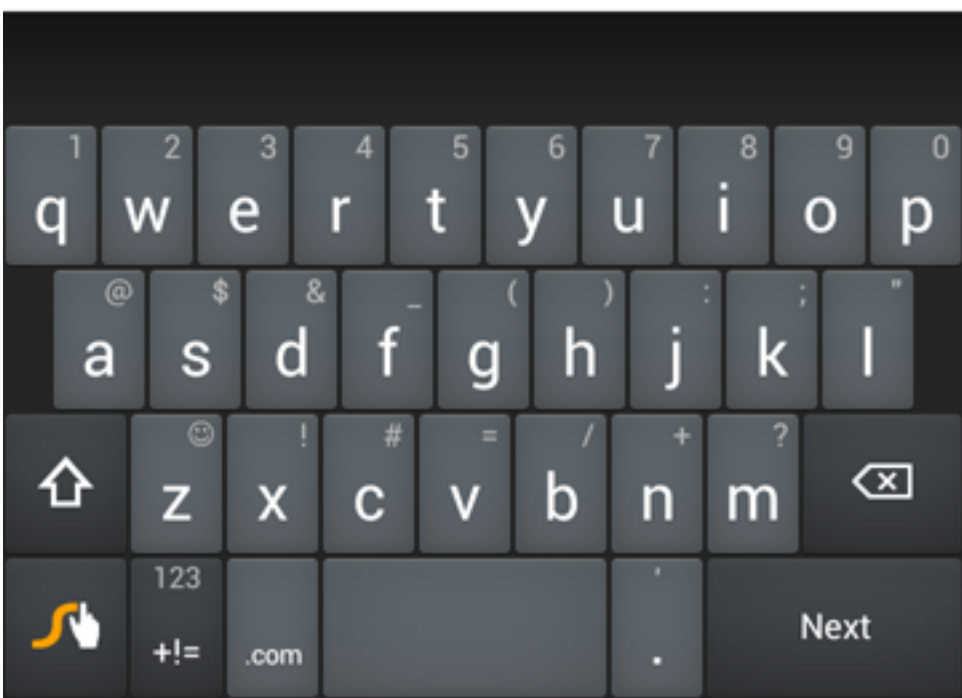 1 2 3 4 5 6 7 8 9 0
q w e r t y u i o p
@ $ & _ ( ) : ; "
a s d f g h j k l
☺ ! # = / + ?
z x c v b n m
123 '
+!= .com . Next